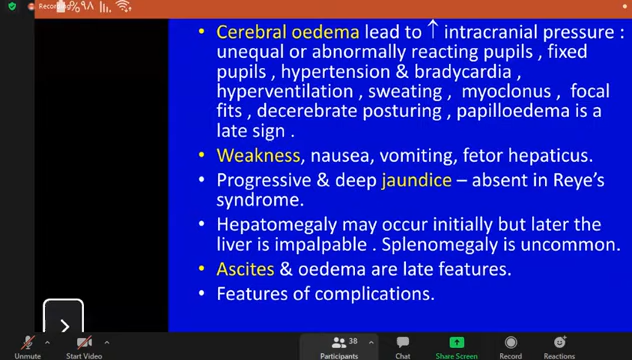 Recording
%٩٨
• Cerebral oedema lead to ↑ intracranial pressure :
unequal or abnormally reacting pupils , fixed
pupils , hypertension & bradycardia ,
hyperventilation , sweating , myoclonus , focal
fits , decerebrate posturing , papilloedema is a
late sign .
• Weakness, nausea, vomiting, fetor hepaticus.
• Progressive & deep jaundice – absent in Reye's
syndrome.
• Hepatomegaly may occur initially but later the
liver is impalpable . Splenomegaly is uncommon.
• Ascites & oedema are late features.
• Features of complications.
Unmute
Start Video
38
Participants
Chat
Share Screen
Record
Reactions